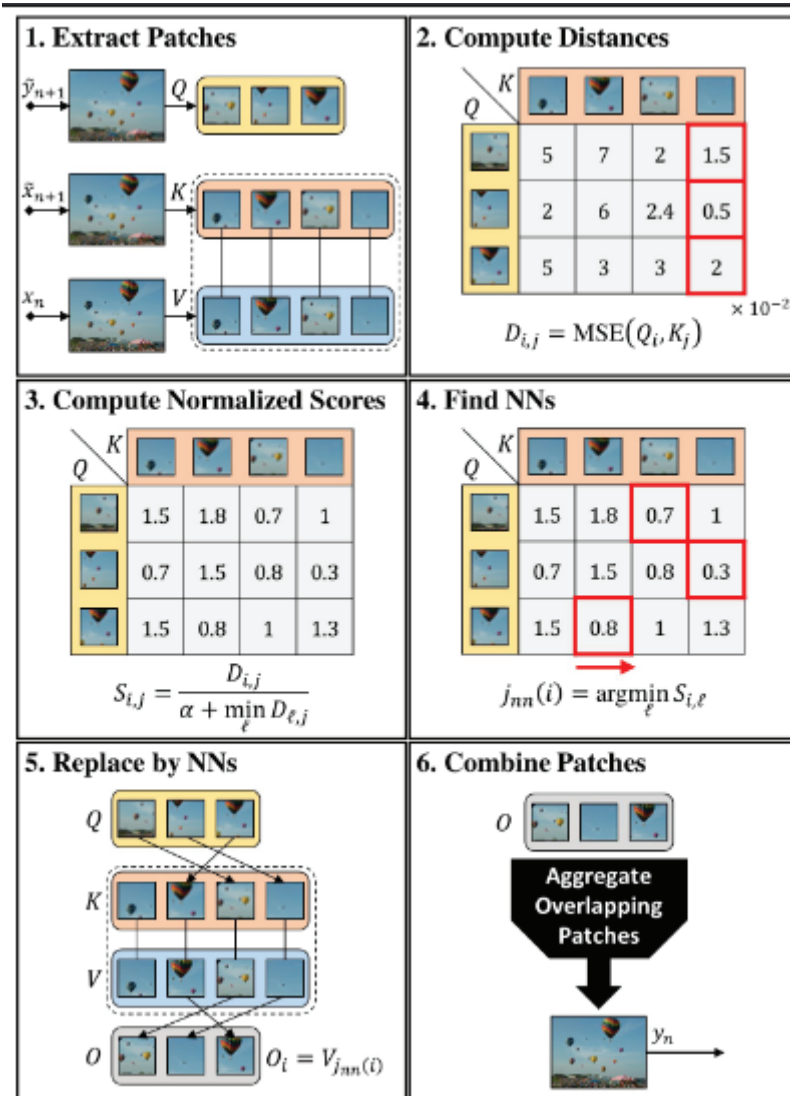 1. Extract Patches
ỹₙ₊₁
Q
x̃ₙ₊₁
K
xₙ
V
2. Compute Distances
K
Q
5 7 2 1.5
2 6 2.4 0.5
5 3 3 2
× 10⁻²
Dᵢ,ⱼ = MSE(Qᵢ, Kⱼ)
3. Compute Normalized Scores
K
Q
1.5 1.8 0.7 1
0.7 1.5 0.8 0.3
1.5 0.8 1 1.3
Sᵢ,ⱼ = Dᵢ,ⱼ / (α + min_ℓ D_ℓ,ⱼ)
4. Find NNs
K
Q
1.5 1.8 0.7 1
0.7 1.5 0.8 0.3
1.5 0.8 1 1.3
jₙₙ(i) = argmin_ℓ Sᵢ,ℓ
5. Replace by NNs
Q
K
V
O
Oᵢ = V_jₙₙ(i)
6. Combine Patches
O
Aggregate
Overlapping
Patches
yₙ